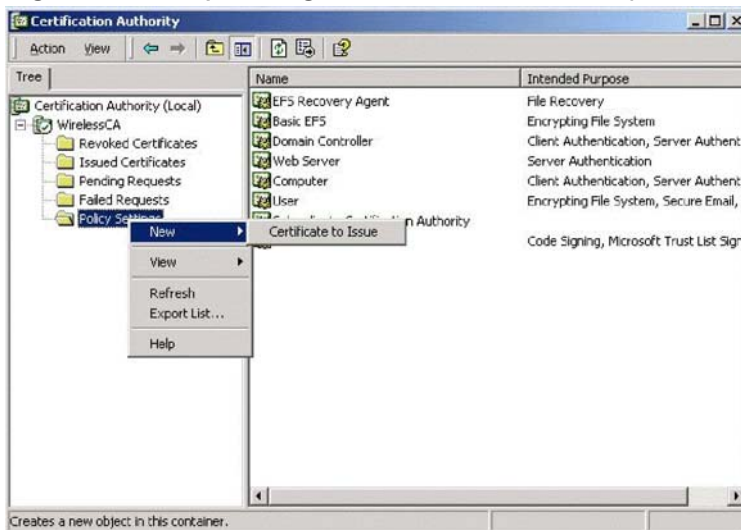 Certification Authority
Action View
Tree
Name Intended Purpose
Certification Authority (Local)
WirelessCA
Revoked Certificates
Issued Certificates
Pending Requests
Failed Requests
Policy Settings
EFS Recovery Agent File Recovery
Basic EFS Encrypting File System
Domain Controller Client Authentication, Server Authent
Web Server Server Authentication
Computer Client Authentication, Server Authent
User Encrypting File System, Secure Email,
Certification Authority
Code Signing, Microsoft Trust List Sigr
New
Certificate to Issue
View
Refresh
Export List...
Help
Creates a new object in this container.